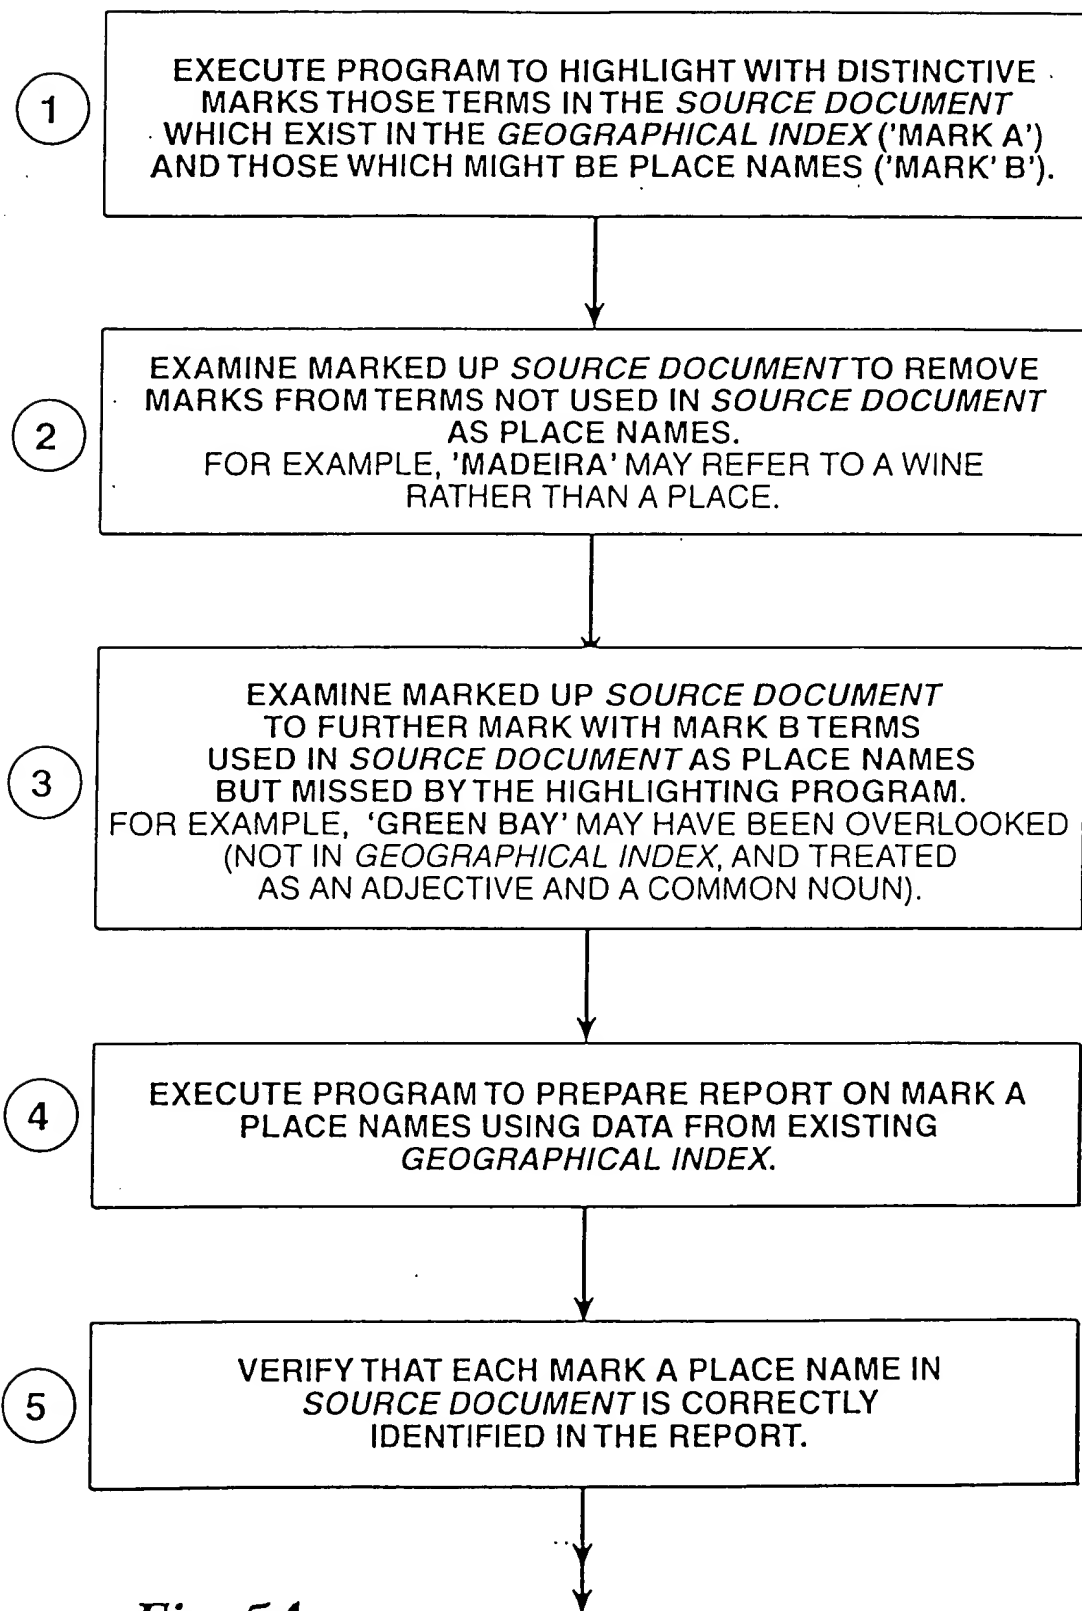 1
EXECUTE PROGRAM TO HIGHLIGHT WITH DISTINCTIVE
MARKS THOSE TERMS IN THE SOURCE DOCUMENT
WHICH EXIST IN THE GEOGRAPHICAL INDEX ('MARK A')
AND THOSE WHICH MIGHT BE PLACE NAMES ('MARK' B').
2
EXAMINE MARKED UP SOURCE DOCUMENT TO REMOVE
MARKS FROM TERMS NOT USED IN SOURCE DOCUMENT
AS PLACE NAMES.
FOR EXAMPLE, 'MADEIRA' MAY REFER TO A WINE
RATHER THAN A PLACE.
3
EXAMINE MARKED UP SOURCE DOCUMENT
TO FURTHER MARK WITH MARK B TERMS
USED IN SOURCE DOCUMENT AS PLACE NAMES
BUT MISSED BY THE HIGHLIGHTING PROGRAM.
FOR EXAMPLE, 'GREEN BAY' MAY HAVE BEEN OVERLOOKED
(NOT IN GEOGRAPHICAL INDEX, AND TREATED
AS AN ADJECTIVE AND A COMMON NOUN).
4
EXECUTE PROGRAM TO PREPARE REPORT ON MARK A
PLACE NAMES USING DATA FROM EXISTING
GEOGRAPHICAL INDEX.
5
VERIFY THAT EACH MARK A PLACE NAME IN
SOURCE DOCUMENT IS CORRECTLY
IDENTIFIED IN THE REPORT.
Fig. 5A